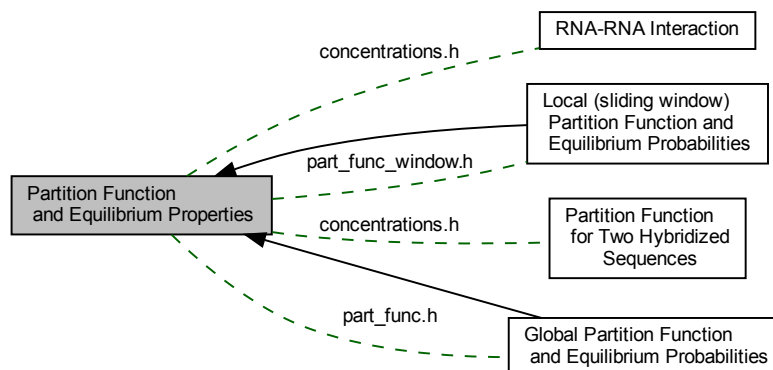 RNA-RNA Interaction
concentrations.h
Local (sliding window)
Partition Function and
Equilibrium Probabilities
part_func_window.h
Partition Function
and Equilibrium Properties
concentrations.h
Partition Function
for Two Hybridized
Sequences
part_func.h
Global Partition Function
and Equilibrium Probabilities